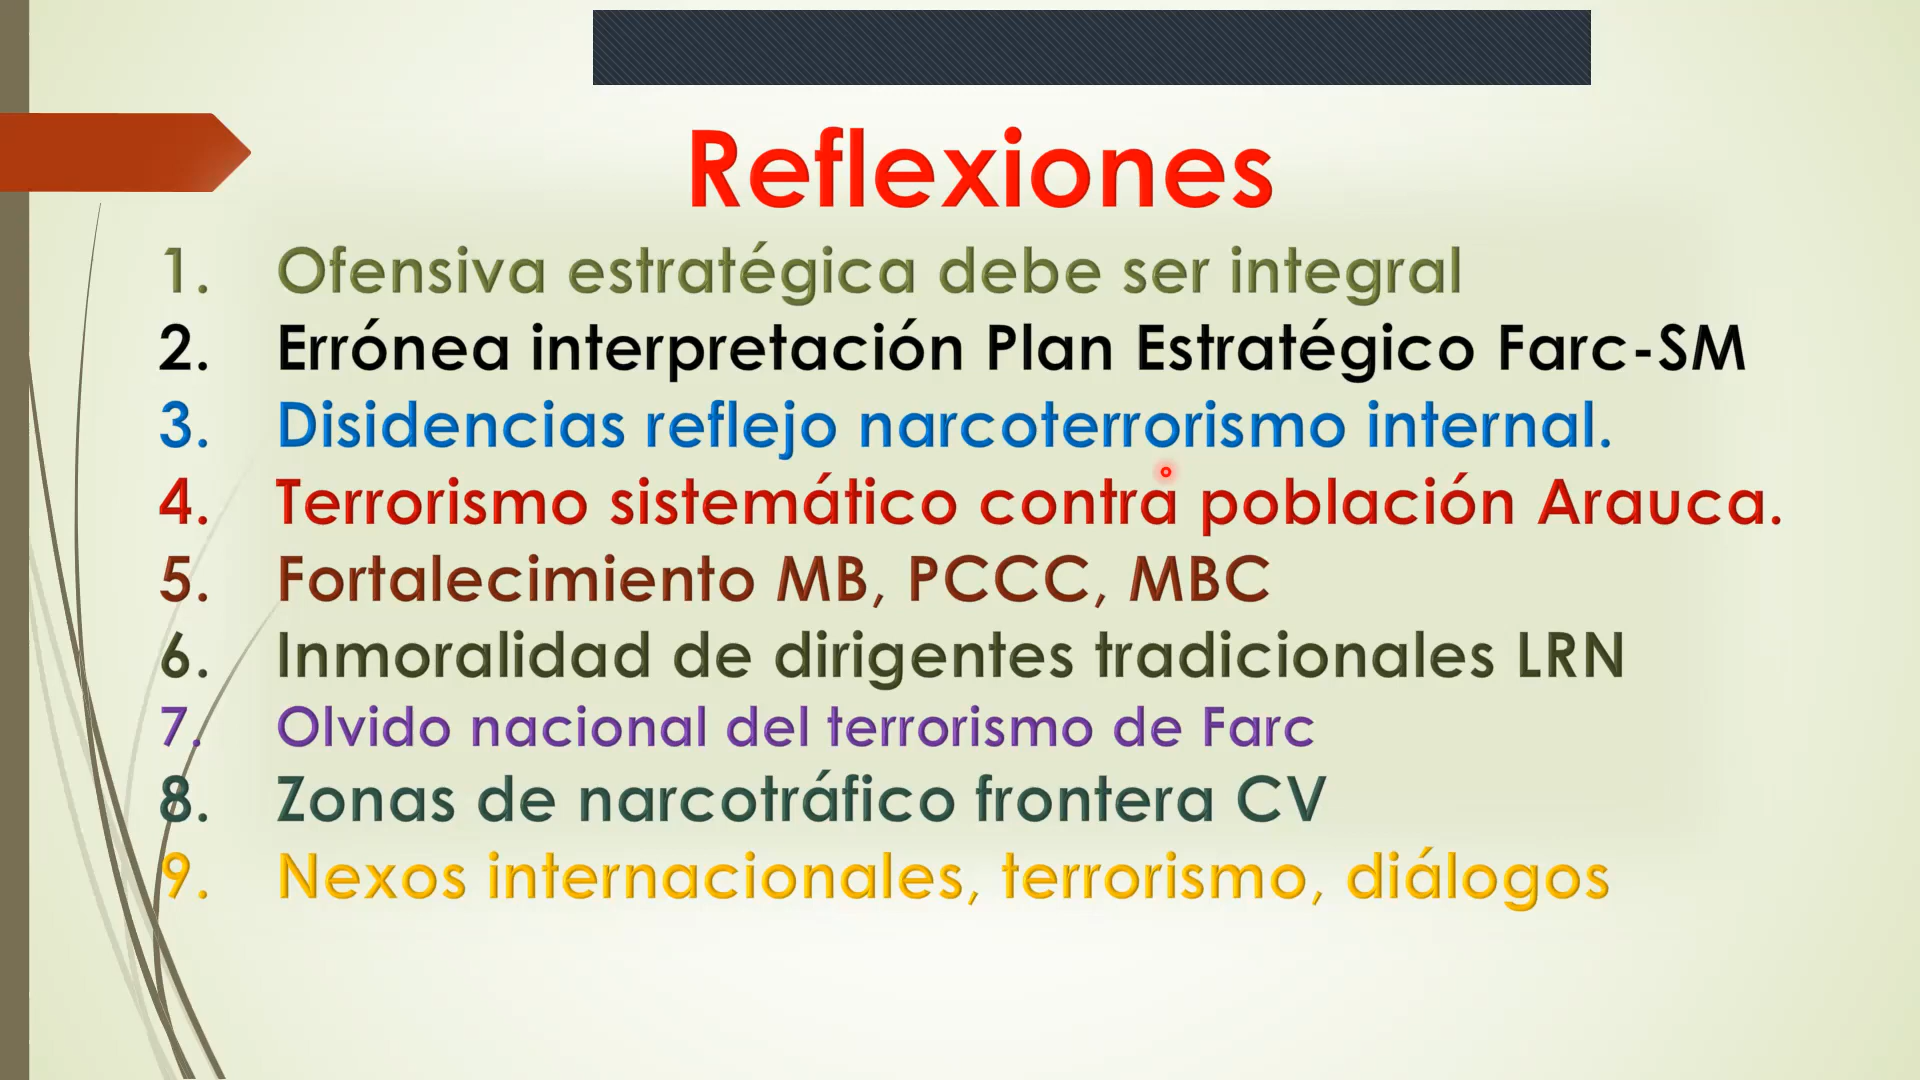 Reflexiones
1. Ofensiva estratégica debe ser integral
2. Errónea interpretación Plan Estratégico Farc-SM
3. Disidencias reflejo narcoterrorismo internal.
4. Terrorismo sistemático contra población Arauca.
5. Fortalecimiento MB, PCCC, MBC
6. Inmoralidad de dirigentes tradicionales LRN
7. Olvido nacional del terrorismo de Farc
8. Zonas de narcotráfico frontera CV
9. Nexos internacionales, terrorismo, diálogos